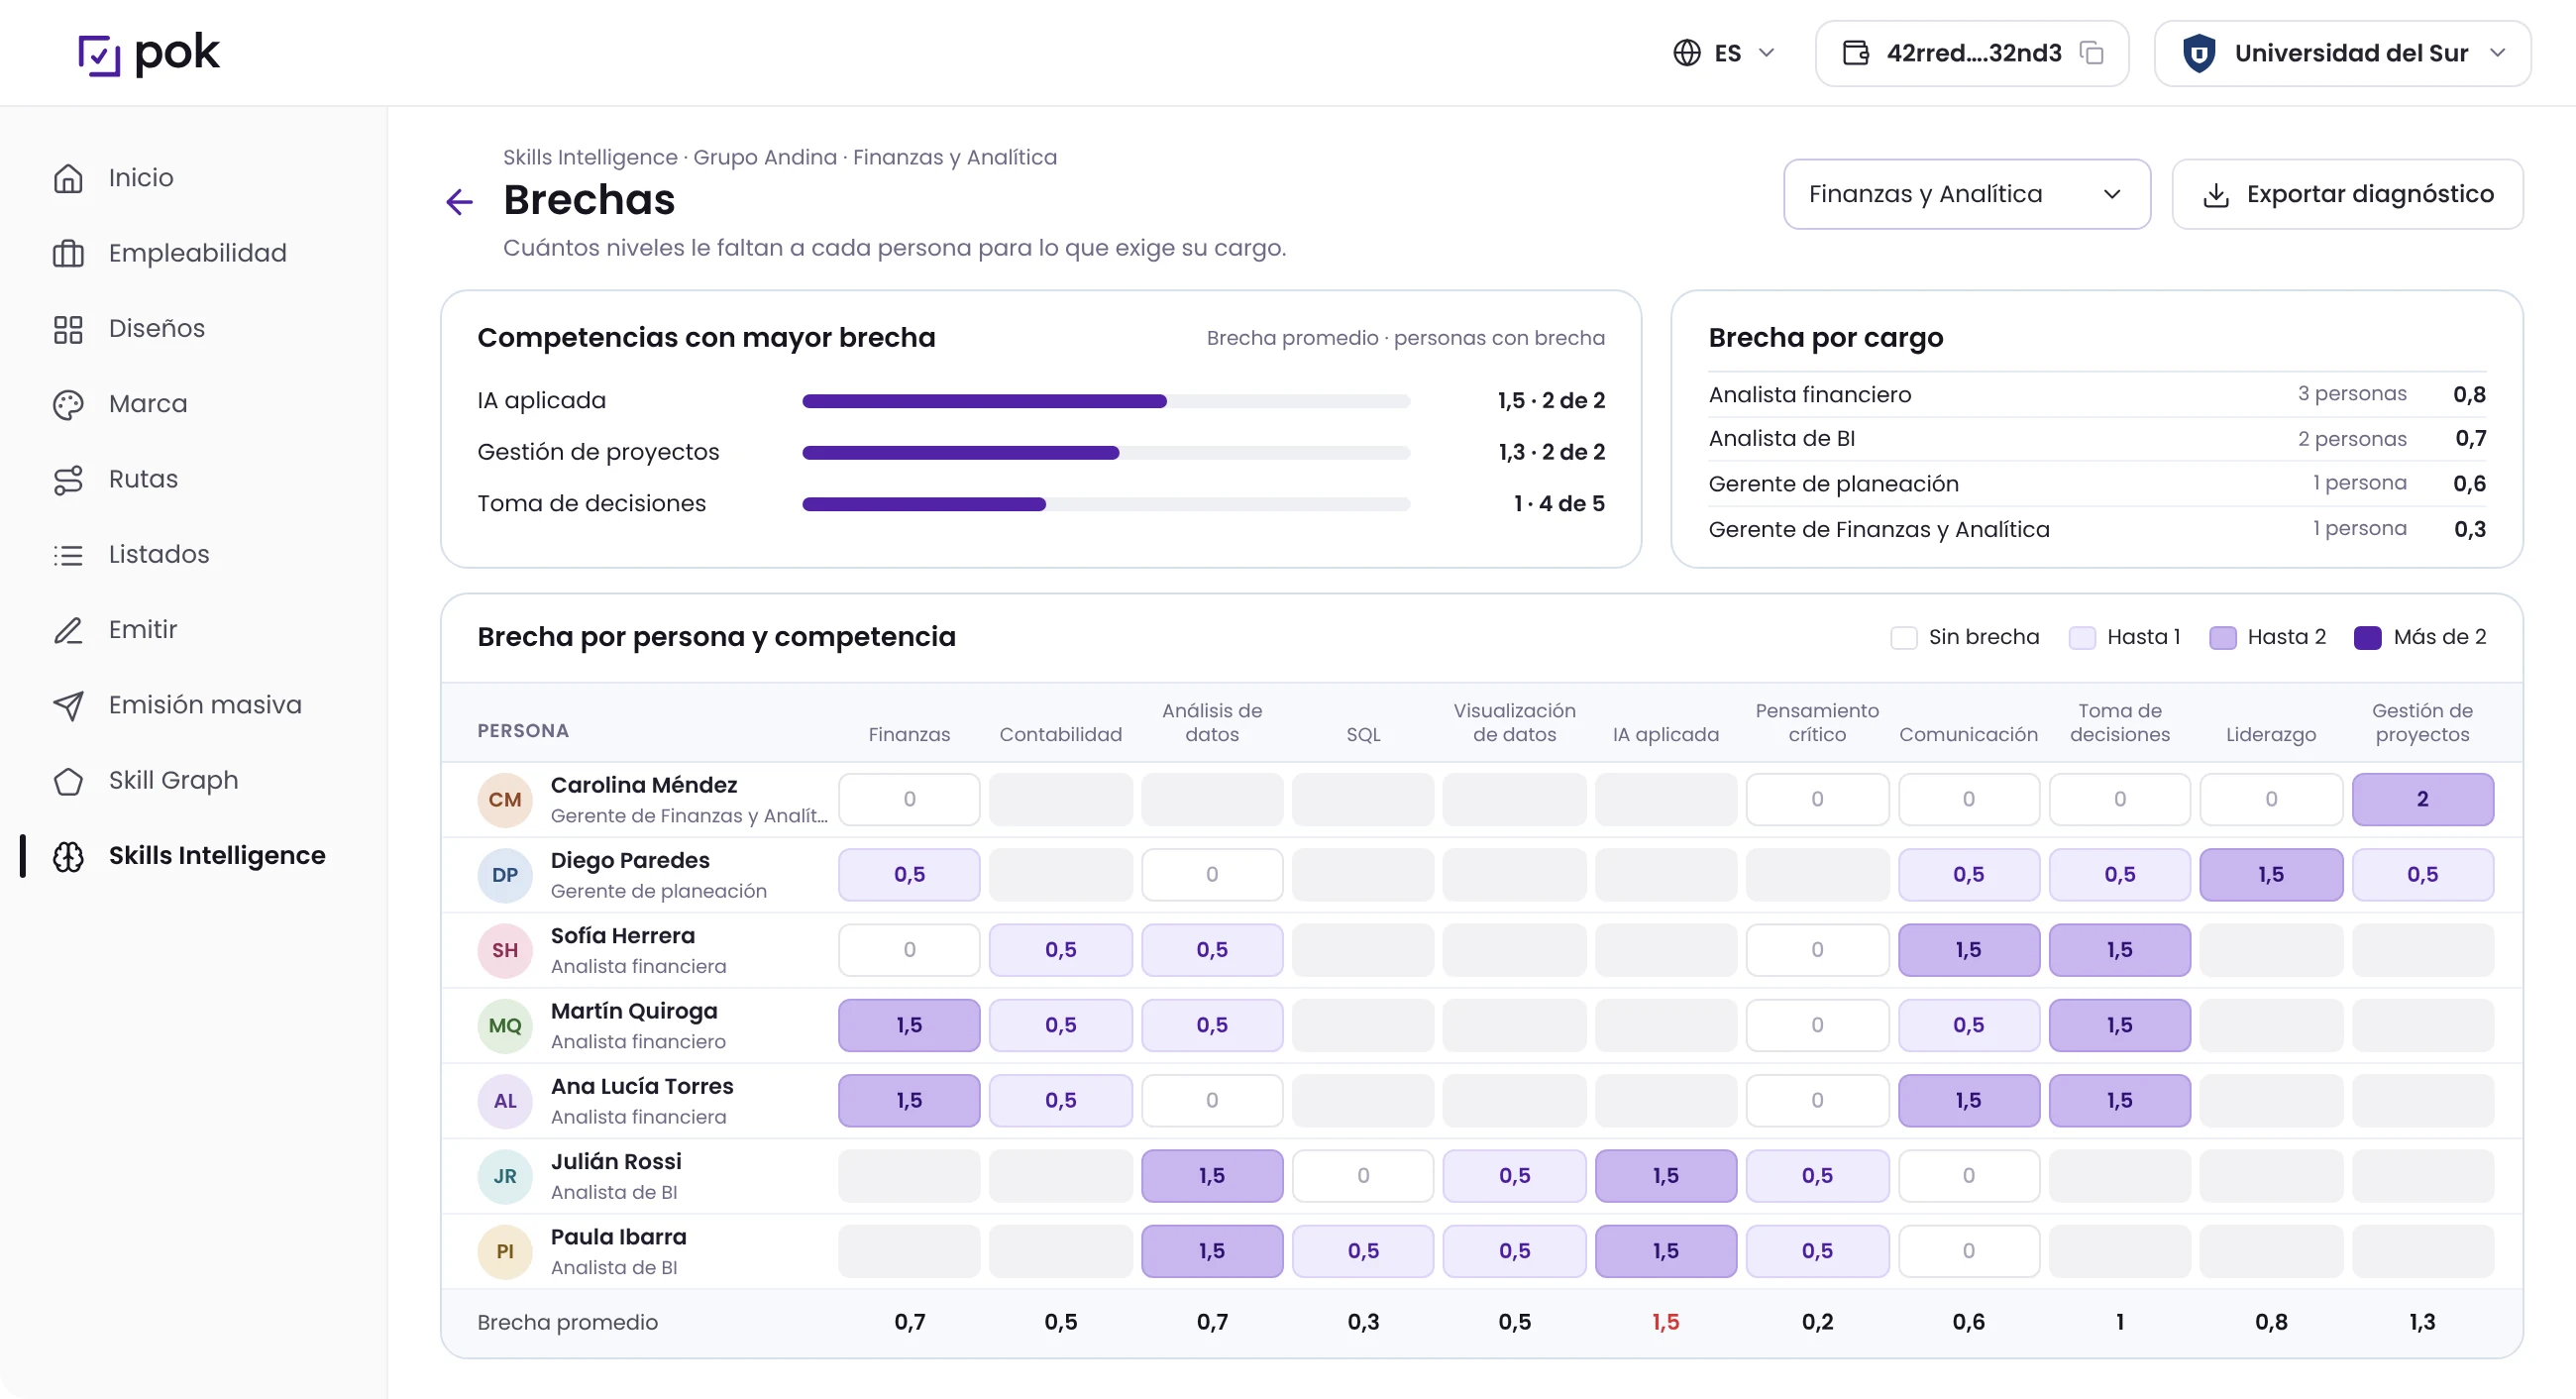 pok
ES
42rred....32nd3
Universidad del Sur
Inicio
Empleabilidad
Diseños
Marca
Rutas
Listados
Emitir
Emisión masiva
Skill Graph
Skills Intelligence
Skills Intelligence · Grupo Andina · Finanzas y Analítica
Brechas
Cuántos niveles le faltan a cada persona para lo que exige su cargo.
Finanzas y Analítica
Exportar diagnóstico
Competencias con mayor brecha
Brecha promedio · personas con brecha
IA aplicada 1,5 · 2 de 2
Gestión de proyectos 1,3 · 2 de 2
Toma de decisiones 1 · 4 de 5
Brecha por cargo
Analista financiero 3 personas 0,8
Analista de BI 2 personas 0,7
Gerente de planeación 1 persona 0,6
Gerente de Finanzas y Analítica 1 persona 0,3
Brecha por persona y competencia
Sin brecha Hasta 1 Hasta 2 Más de 2
PERSONA
Finanzas
Contabilidad
Análisis de
datos
SQL
Visualización
de datos
IA aplicada
Pensamiento
crítico
Comunicación
Toma de
decisiones
Liderazgo
Gestión de
proyectos
CM
Carolina Méndez
Gerente de Finanzas y Analít...
0 0 0 0 0 2
DP
Diego Paredes
Gerente de planeación
0,5 0 0,5 0,5 1,5 0,5
SH
Sofía Herrera
Analista financiera
0 0,5 0,5 0 1,5 1,5
MQ
Martín Quiroga
Analista financiero
1,5 0,5 0,5 0 0,5 1,5
AL
Ana Lucía Torres
Analista financiera
1,5 0,5 0 0 1,5 1,5
JR
Julián Rossi
Analista de BI
1,5 0 0,5 1,5 0,5 0
PI
Paula Ibarra
Analista de BI
1,5 0,5 0,5 1,5 0,5 0
Brecha promedio 0,7 0,5 0,7 0,3 0,5 1,5 0,2 0,6 1 0,8 1,3